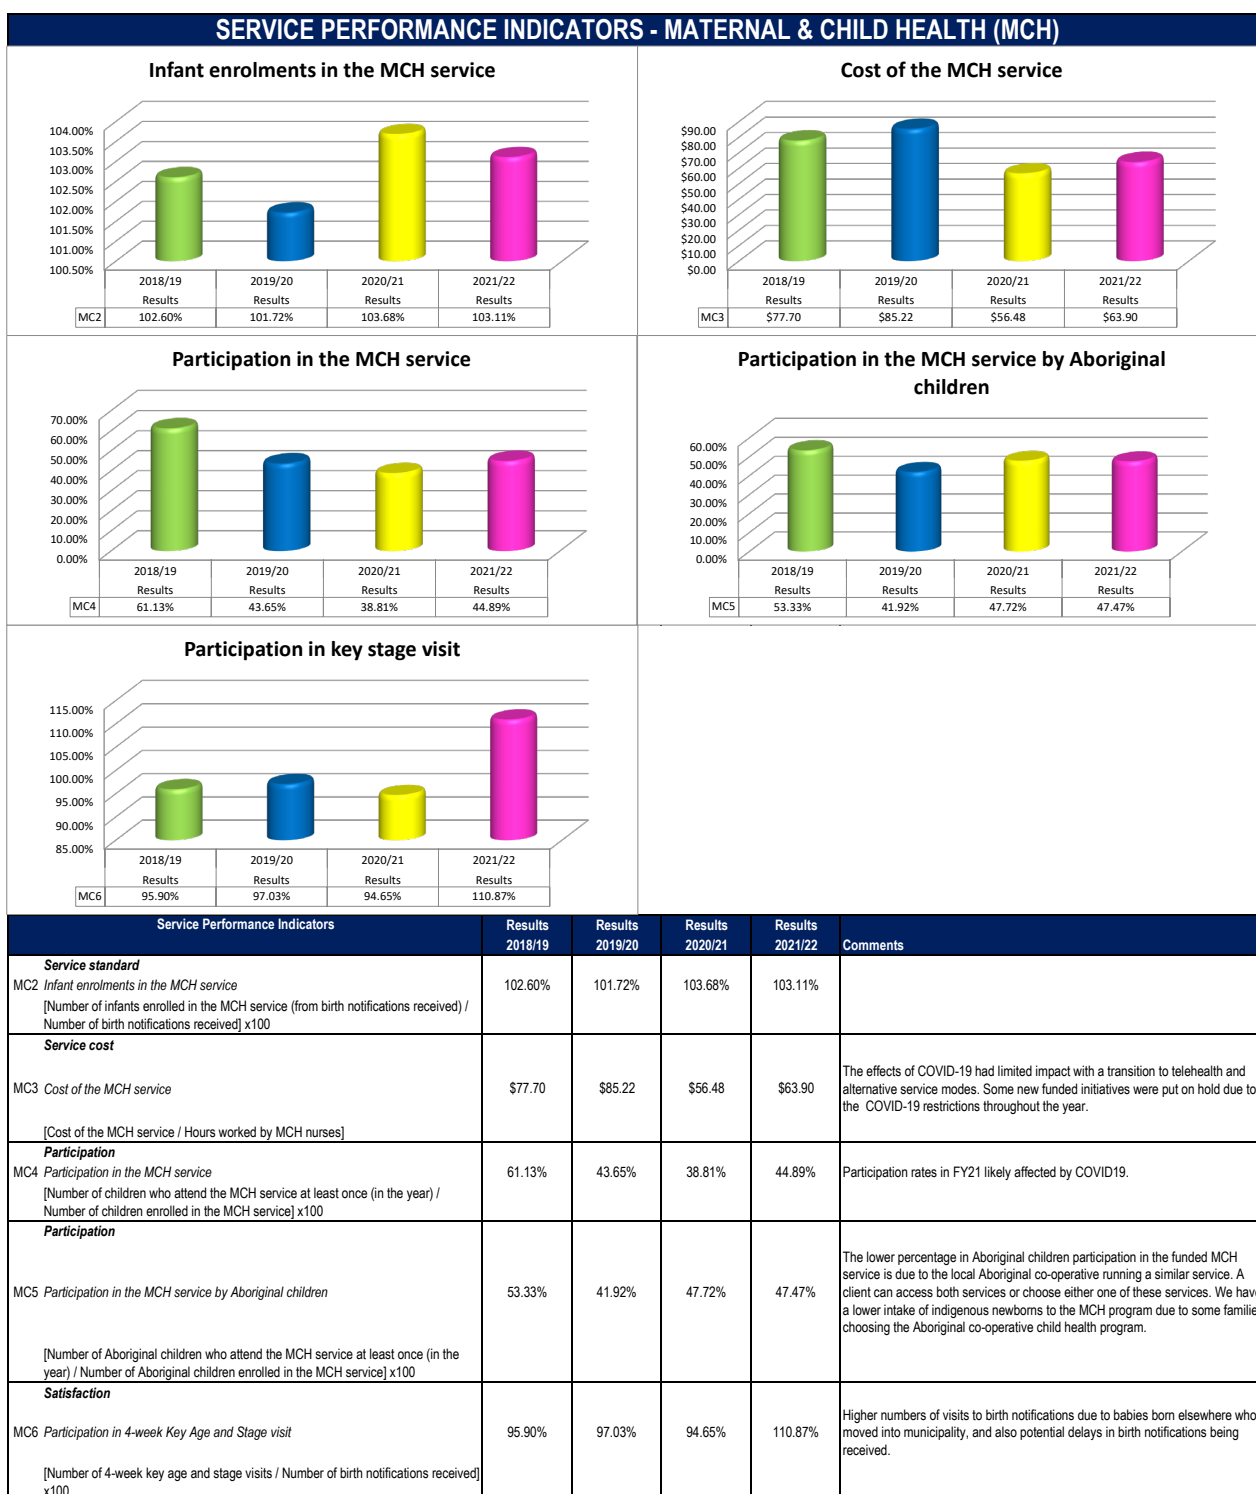 SERVICE PERFORMANCE INDICATORS - MATERNAL & CHILD HEALTH (MCH)
Infant enrolments in the MCH service
104.00%
103.50%
103.00%
102.50%
102.00%
101.50%
101.00%
100.50%
2018/19 2019/20 2020/21 2021/22
Results Results Results Results
MC2 102.60% 101.72% 103.68% 103.11%
Cost of the MCH service
$90.00
$80.00
$70.00
$60.00
$50.00
$40.00
$30.00
$20.00
$10.00
$0.00
2018/19 2019/20 2020/21 2021/22
Results Results Results Results
MC3 $77.70 $85.22 $56.48 $63.90
Participation in the MCH service
70.00%
60.00%
50.00%
40.00%
30.00%
20.00%
10.00%
0.00%
2018/19 2019/20 2020/21 2021/22
Results Results Results Results
MC4 61.13% 43.65% 38.81% 44.89%
Participation in the MCH service by Aboriginal
children
60.00%
50.00%
40.00%
30.00%
20.00%
10.00%
0.00%
2018/19 2019/20 2020/21 2021/22
Results Results Results Results
MC5 53.33% 41.92% 47.72% 47.47%
Participation in key stage visit
115.00%
110.00%
105.00%
100.00%
95.00%
90.00%
85.00%
2018/19 2019/20 2020/21 2021/22
Results Results Results Results
MC6 95.90% 97.03% 94.65% 110.87%
Service Performance Indicators Results Results Results Results
2018/19 2019/20 2020/21 2021/22 Comments
Service standard
MC2 Infant enrolments in the MCH service 102.60% 101.72% 103.68% 103.11%
[Number of infants enrolled in the MCH service (from birth notifications received) /
Number of birth notifications received] x100
Service cost
MC3 Cost of the MCH service $77.70 $85.22 $56.48 $63.90
The effects of COVID-19 had limited impact with a transition to telehealth and
alternative service modes. Some new funded initiatives were put on hold due to
the COVID-19 restrictions throughout the year.
[Cost of the MCH service / Hours worked by MCH nurses]
Participation
MC4 Participation in the MCH service 61.13% 43.65% 38.81% 44.89% Participation rates in FY21 likely affected by COVID19.
[Number of children who attend the MCH service at least once (in the year) /
Number of children enrolled in the MCH service] x100
Participation
MC5 Participation in the MCH service by Aboriginal children 53.33% 41.92% 47.72% 47.47%
The lower percentage in Aboriginal children participation in the funded MCH
service is due to the local Aboriginal co-operative running a similar service. A
client can access both services or choose either one of these services. We have
a lower intake of indigenous newborns to the MCH program due to some familie
choosing the Aboriginal co-operative child health program.
[Number of Aboriginal children who attend the MCH service at least once (in the
year) / Number of Aboriginal children enrolled in the MCH service] x100
Satisfaction
MC6 Participation in 4-week Key Age and Stage visit 95.90% 97.03% 94.65% 110.87%
Higher numbers of visits to birth notifications due to babies born elsewhere who
moved into municipality, and also potential delays in birth notifications being
received.
[Number of 4-week key age and stage visits / Number of birth notifications received]
x100